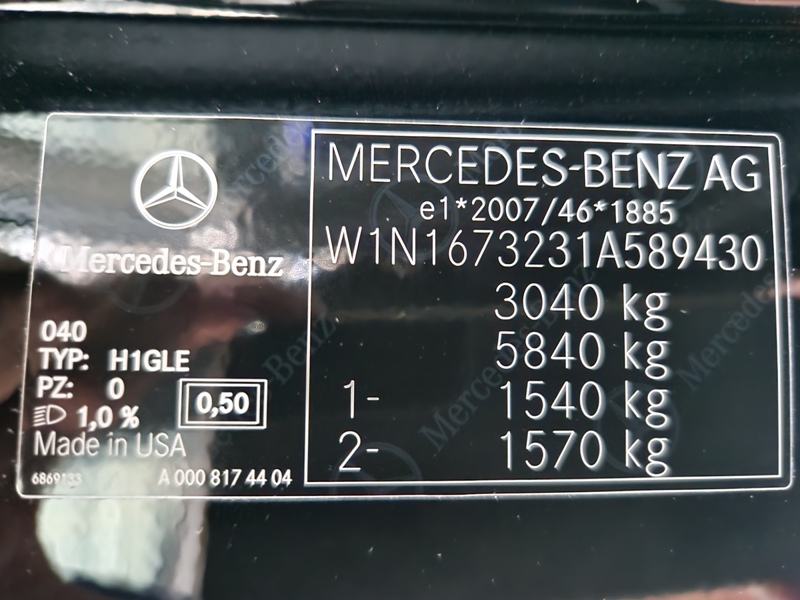 Mercedes-Benz
040
TYP: H1GLE
PZ: 0
1,0 %
0,50
Made in USA
6869133
A 000 817 44 04
MERCEDES-BENZ AG
e1*2007/46*1885
W1N1673231A589430
3040 kg
5840 kg
1- 1540 kg
2- 1570 kg